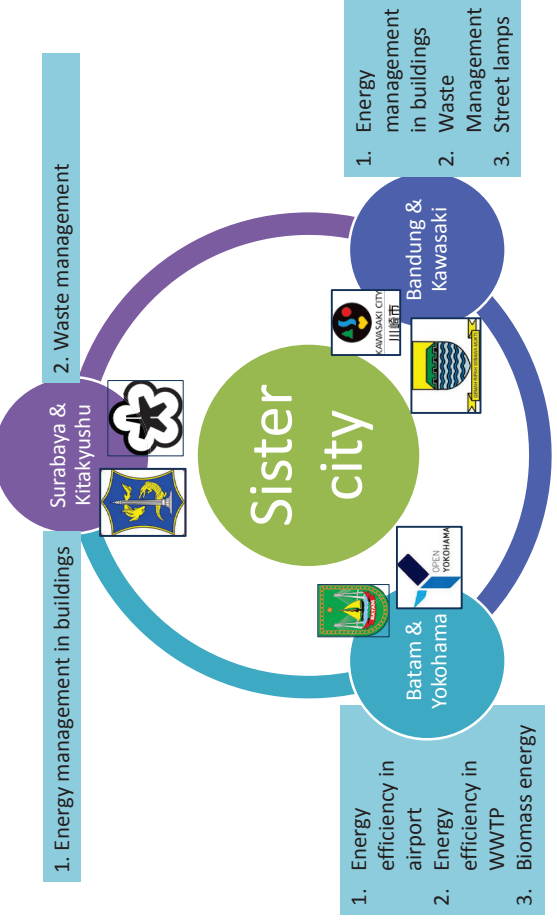 1. Energy management in buildings
Surabaya &
Kitakyushu
2. Waste management
Sister
city
Batam &
Yokohama
BATAM
OPEN
YOKOHAMA
1. Energy
efficiency in
airport
2. Energy
efficiency in
WWTP
3. Biomass energy
Bandung &
Kawasaki
KAWASAKI CITY
川崎市
1. Energy
management
in buildings
2. Waste
Management
3. Street lamps